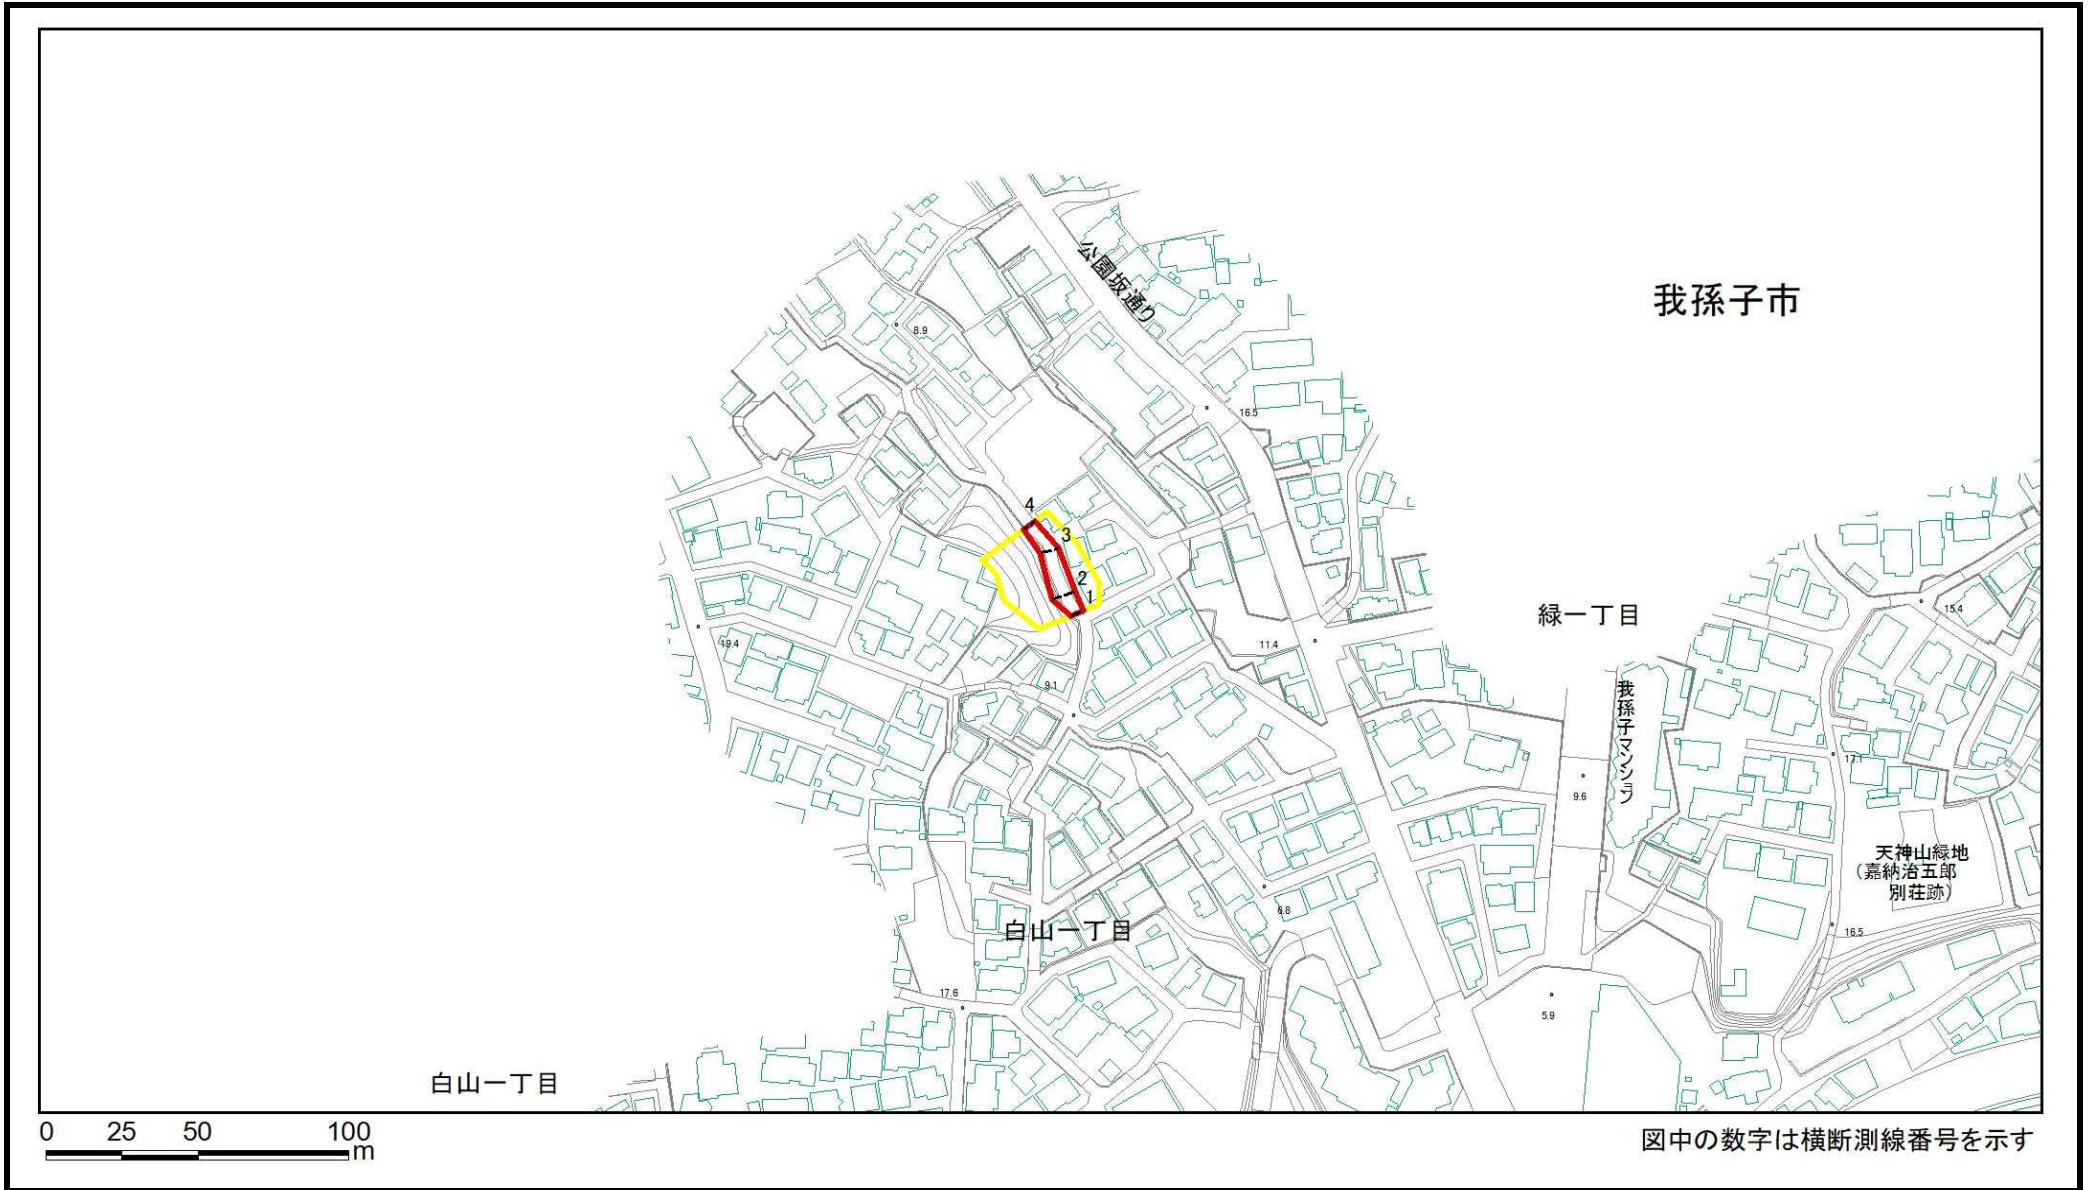 公園坂通り
我孫子市
8.9
16.5
4
3
2
1
緑一丁目
15.4
19.4
11.4
9.1
我孫子マンション
17.1
9.6
天神山緑地
（嘉納治五郎
別荘跡）
6.8
白山一丁目
16.5
17.6
5.9
白山一丁目
0 25 50 100
m
図中の数字は横断測線番号を示す